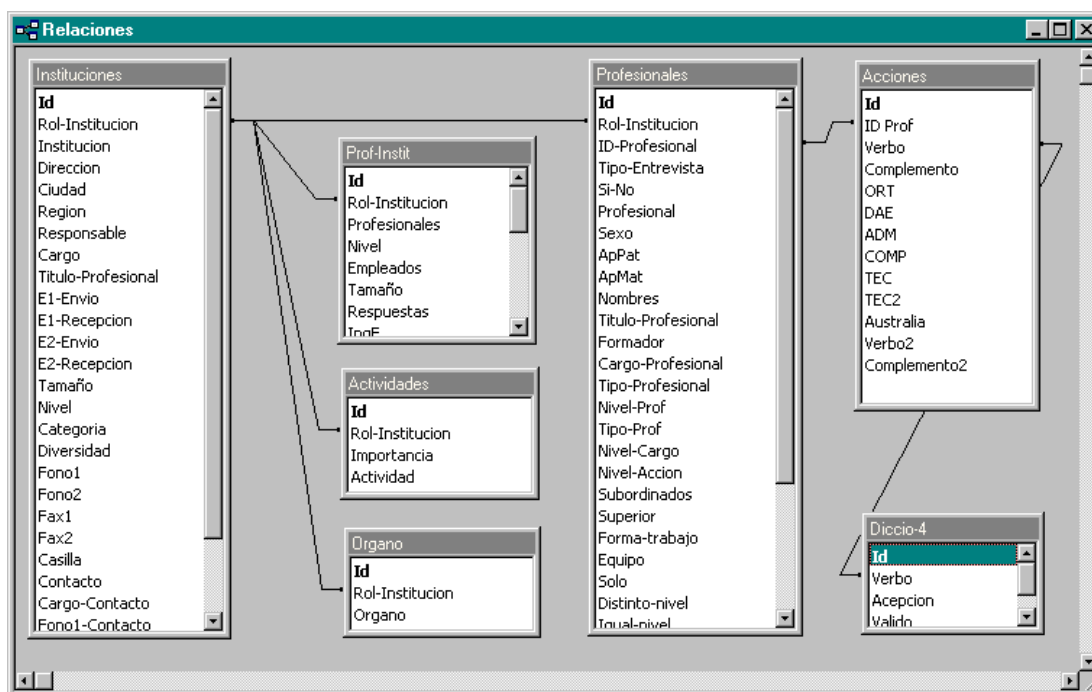 Relaciones
Instituciones
Id
Rol-Institucion
Institucion
Direccion
Ciudad
Region
Responsable
Cargo
Titulo-Profesional
E1-Envio
E1-Recepcion
E2-Envio
E2-Recepcion
Tamaño
Nivel
Categoria
Diversidad
Fono1
Fono2
Fax1
Fax2
Casilla
Contacto
Cargo-Contacto
Fono1-Contacto
Prof-Instit
Id
Rol-Institucion
Profesionales
Nivel
Empleados
Tamaño
Respuestas
IngE
Actividades
Id
Rol-Institucion
Importancia
Actividad
Organo
Id
Rol-Institucion
Organo
Profesionales
Id
Rol-Institucion
ID-Profesional
Tipo-Entrevista
Si-No
Profesional
Sexo
ApPat
ApMat
Nombres
Titulo-Profesional
Formador
Cargo-Profesional
Tipo-Profesional
Nivel-Prof
Tipo-Prof
Nivel-Cargo
Nivel-Accion
Subordinados
Superior
Forma-trabajo
Equipo
Solo
Distinto-nivel
Igual-nivel
Acciones
Id
ID Prof
Verbo
Complemento
ORT
DAE
ADM
COMP
TEC
TEC2
Australia
Verbo2
Complemento2
Diccio-4
Id
Verbo
Acepcion
Valido